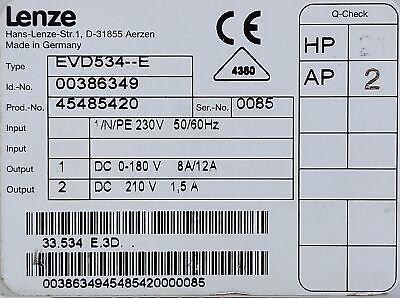 Lenze
Hans-Lenze-Str.1, D-31855 Aerzen
Made in Germany
Type EVD534--E
Id.-No. 00386349
Prod.-No. 45485420 Ser.-No. 0085
Input 1/N/PE 230V 50/60Hz
Input
Output 1 DC 0-180 V 8A/12A
Output 2 DC 210 V 1,5 A
33.534 E.3D. .
0038634945485420000085
CE
4380
Q-Check
HP
AP 2